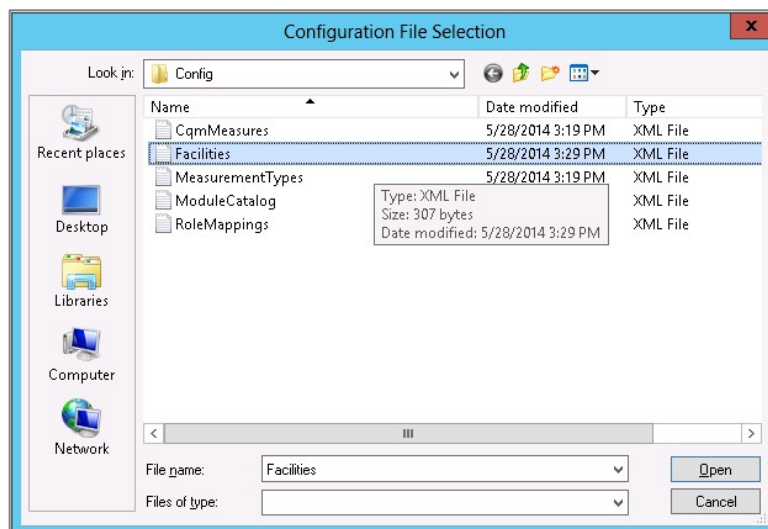 Configuration File Selection
x
Look in: Config
Name Date modified Type
CqmMeasures 5/28/2014 3:19 PM XML File
Facilities 5/28/2014 3:29 PM XML File
MeasurementTypes 5/28/2014 3:19 PM XML File
ModuleCatalog XML File
RoleMappings XML File
Type: XML File
Size: 307 bytes
Date modified: 5/28/2014 3:29 PM
Recent places
Desktop
Libraries
Computer
Network
File name: Facilities Open
Files of type: Cancel